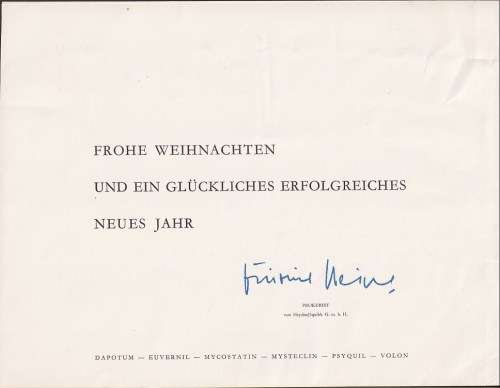 FROHE WEIHNACHTEN
UND EIN GLÜCKLICHES ERFOLGREICHES
NEUES JAHR
PROKURIST
G. m. b. H.
DAPOTUM — EUVERNIL — MYCOSTATIN — MYSTECLIN — PSYQUIL — VOLON